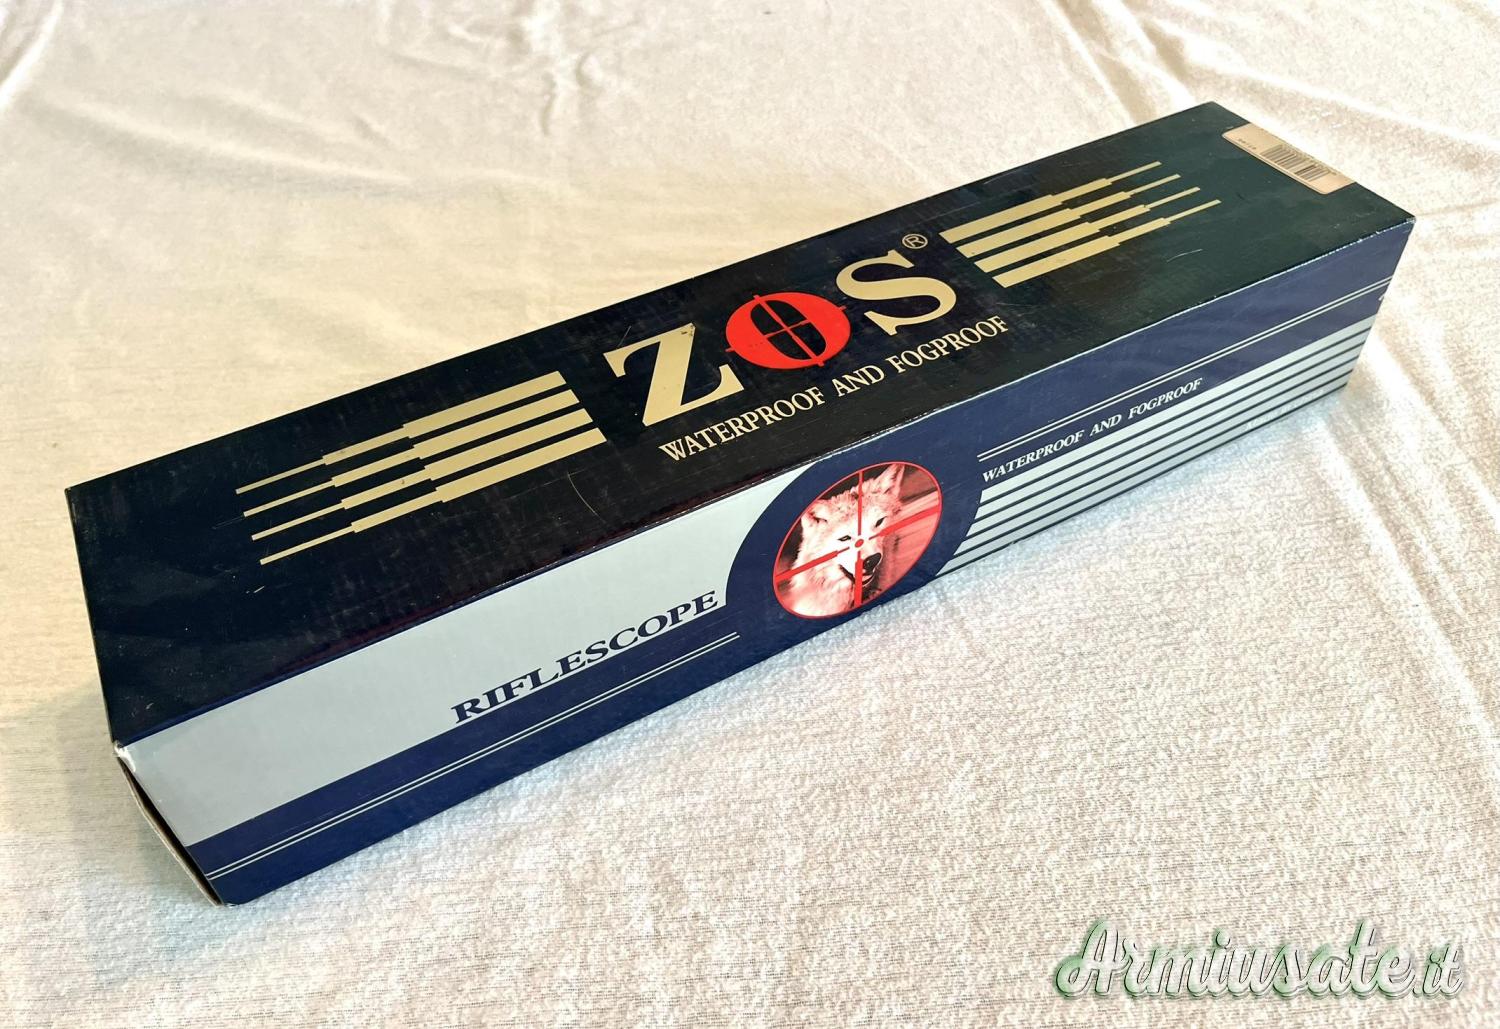 ZOS®
WATERPROOF AND FOGPROOF
RIFLESCOPE
WATERPROOF AND FOGPROOF
Armiusate.it